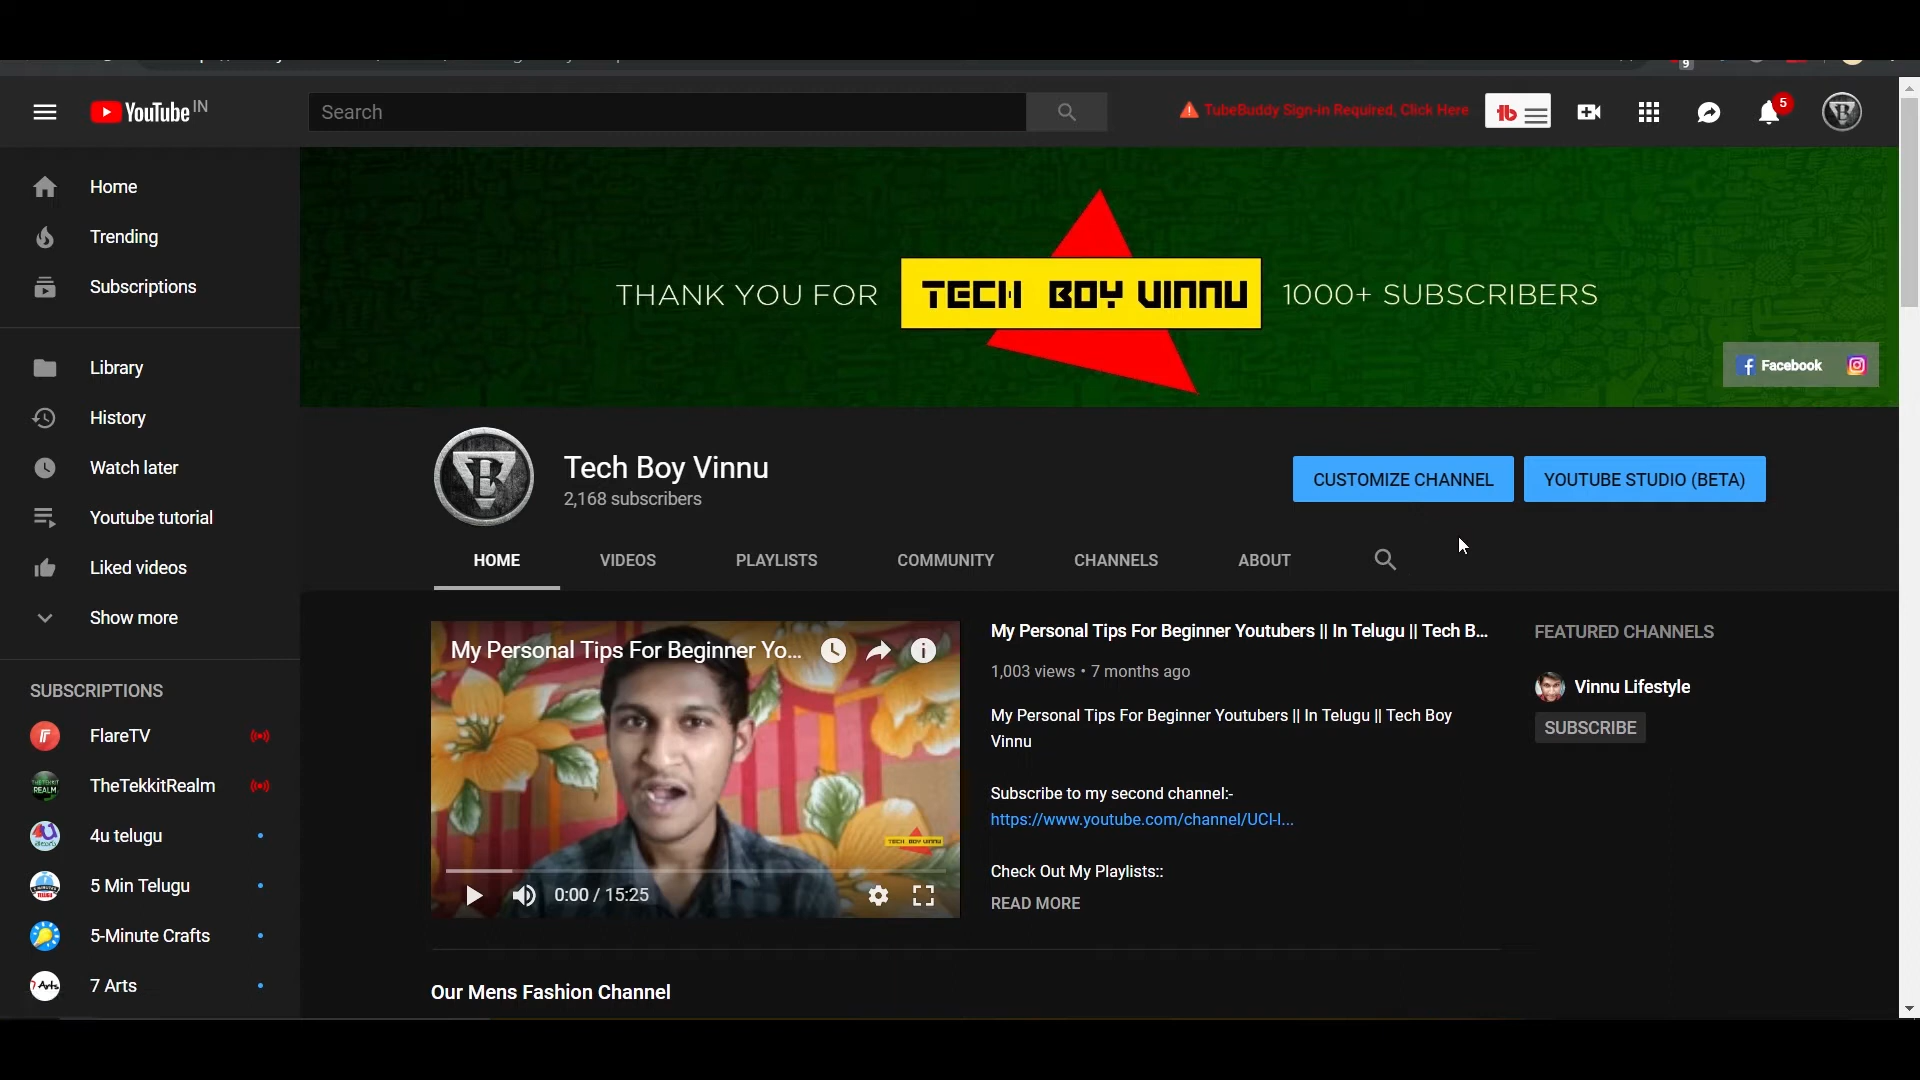 9
YouTube IN
Search
TubeBuddy Sign-in Required, Click Here
tb
5
Home
Trending
Subscriptions
Library
History
Watch later
Youtube tutorial
Liked videos
Show more
SUBSCRIPTIONS
FlareTV
TheTekkitRealm
4u telugu
5 Min Telugu
5-Minute Crafts
7 Arts
THANK YOU FOR TECH BOY VINNU 1000+ SUBSCRIBERS
Facebook
Tech Boy Vinnu
2,168 subscribers
CUSTOMIZE CHANNEL YOUTUBE STUDIO (BETA)
HOME VIDEOS PLAYLISTS COMMUNITY CHANNELS ABOUT
My Personal Tips For Beginner Yo...
TECH BOY VINNU
0:00 / 15:25
My Personal Tips For Beginner Youtubers || In Telugu || Tech B...
1,003 views • 7 months ago
My Personal Tips For Beginner Youtubers || In Telugu || Tech Boy
Vinnu
Subscribe to my second channel:-
https://www.youtube.com/channel/UCI-I...
Check Out My Playlists::
READ MORE
FEATURED CHANNELS
Vinnu Lifestyle
SUBSCRIBE
Our Mens Fashion Channel